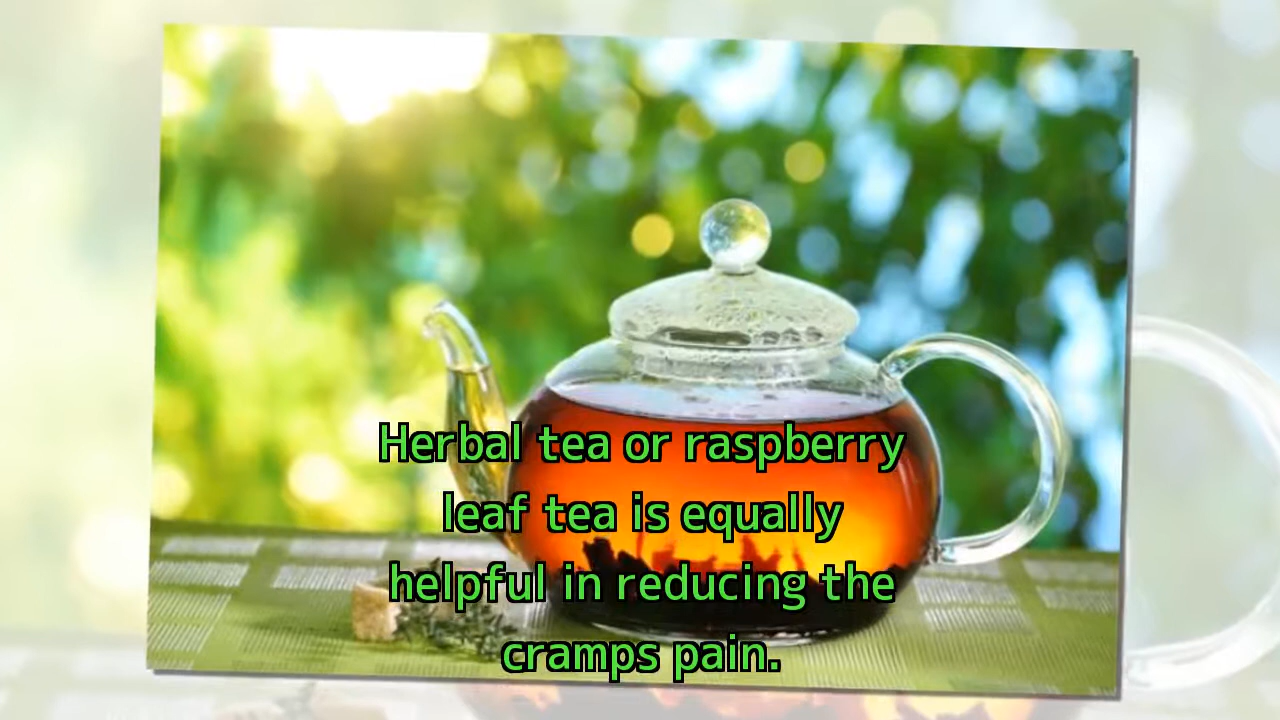 Herbal tea or raspberry
leaf tea is equally
helpful in reducing the
cramps pain.